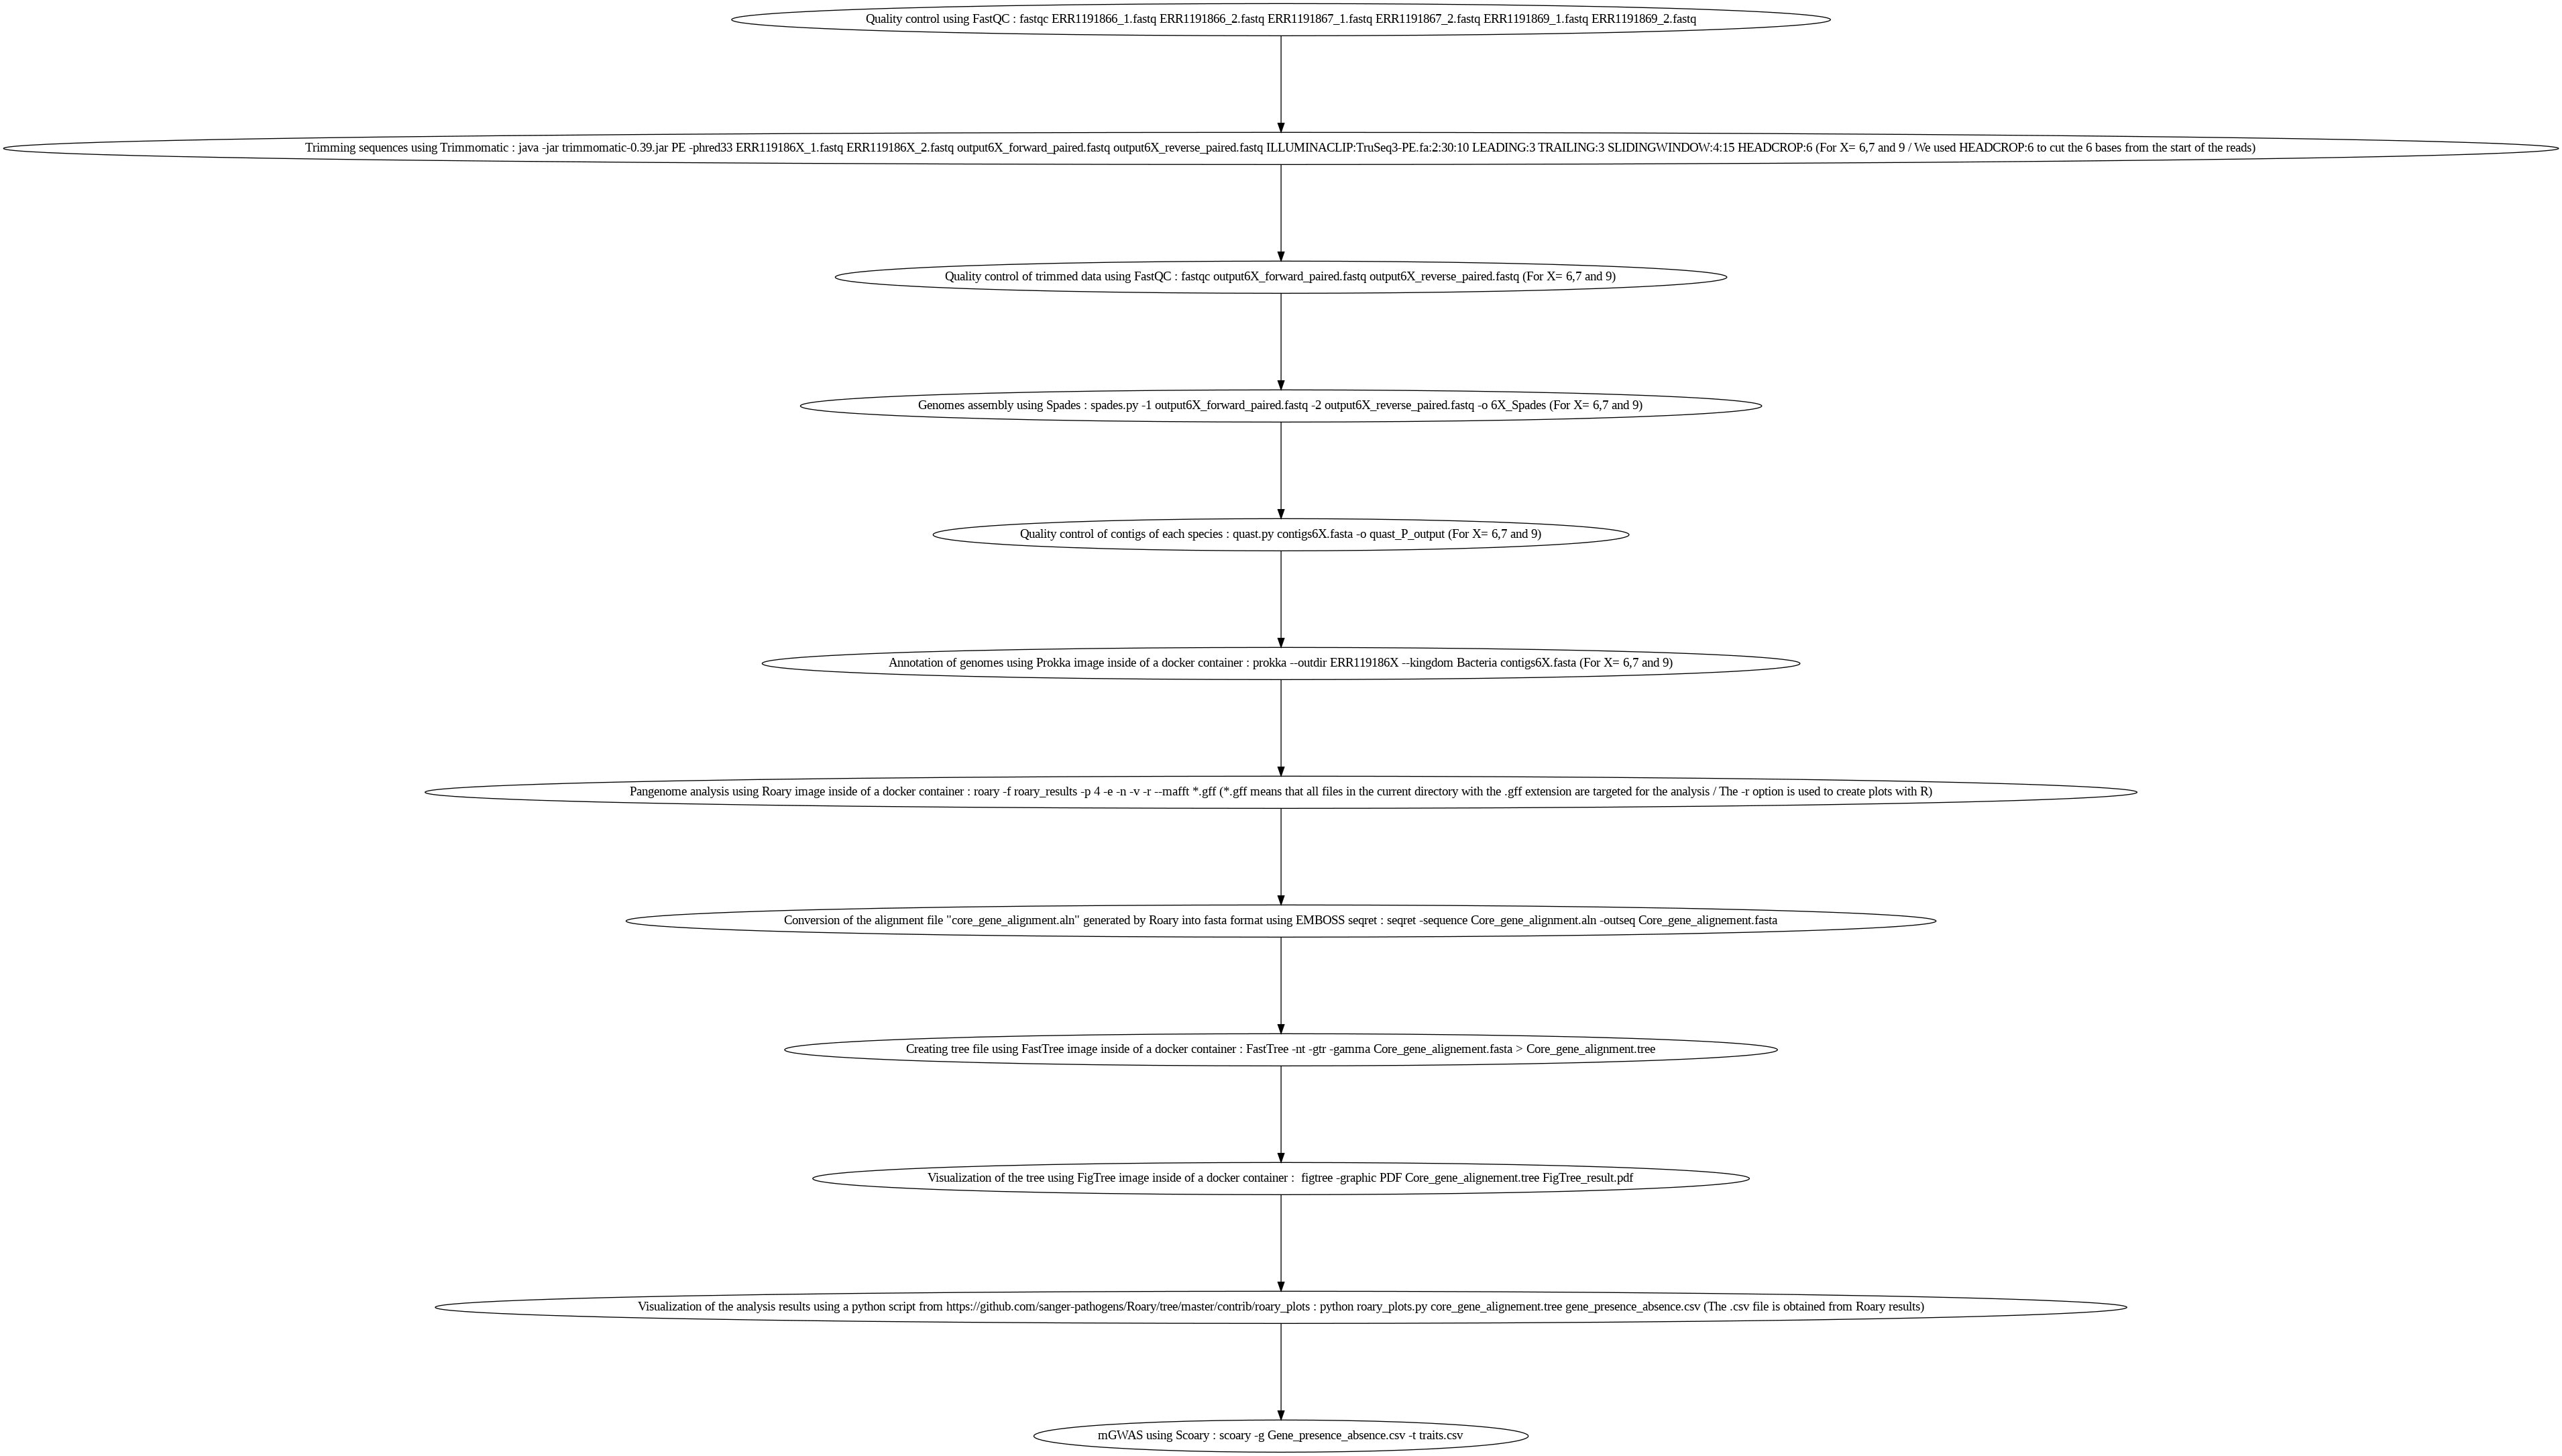 Quality control using FastQC : fastqc ERR1191866_1.fastq ERR1191866_2.fastq ERR1191867_1.fastq ERR1191867_2.fastq ERR1191869_1.fastq ERR1191869_2.fastq
Trimming sequences using Trimmomatic : java -jar trimmomatic-0.39.jar PE -phred33 ERR119186X_1.fastq ERR119186X_2.fastq output6X_forward_paired.fastq output6X_reverse_paired.fastq ILLUMINACLIP:TruSeq3-PE.fa:2:30:10 LEADING:3 TRAILING:3 SLIDINGWINDOW:4:15 HEADCROP:6 (For X= 6,7 and 9 / We used HEADCROP:6 to cut the 6 bases from the start of the reads)
Quality control of trimmed data using FastQC : fastqc output6X_forward_paired.fastq output6X_reverse_paired.fastq (For X= 6,7 and 9)
Genomes assembly using Spades : spades.py -1 output6X_forward_paired.fastq -2 output6X_reverse_paired.fastq -o 6X_Spades (For X= 6,7 and 9)
Quality control of contigs of each species : quast.py contigs6X.fasta -o quast_P_output (For X= 6,7 and 9)
Annotation of genomes using Prokka image inside of a docker container : prokka --outdir ERR119186X --kingdom Bacteria contigs6X.fasta (For X= 6,7 and 9)
Pangenome analysis using Roary image inside of a docker container : roary -f roary_results -p 4 -e -n -v -r --mafft *.gff (*.gff means that all files in the current directory with the .gff extension are targeted for the analysis / The -r option is used to create plots with R)
Conversion of the alignment file "core_gene_alignment.aln" generated by Roary into fasta format using EMBOSS seqret : seqret -sequence Core_gene_alignment.aln -outseq Core_gene_alignement.fasta
Creating tree file using FastTree image inside of a docker container : FastTree -nt -gtr -gamma Core_gene_alignement.fasta > Core_gene_alignment.tree
Visualization of the tree using FigTree image inside of a docker container :  figtree -graphic PDF Core_gene_alignement.tree FigTree_result.pdf
Visualization of the analysis results using a python script from https://github.com/sanger-pathogens/Roary/tree/master/contrib/roary_plots : python roary_plots.py core_gene_alignement.tree gene_presence_absence.csv (The .csv file is obtained from Roary results)
mGWAS using Scoary : scoary -g Gene_presence_absence.csv -t traits.csv